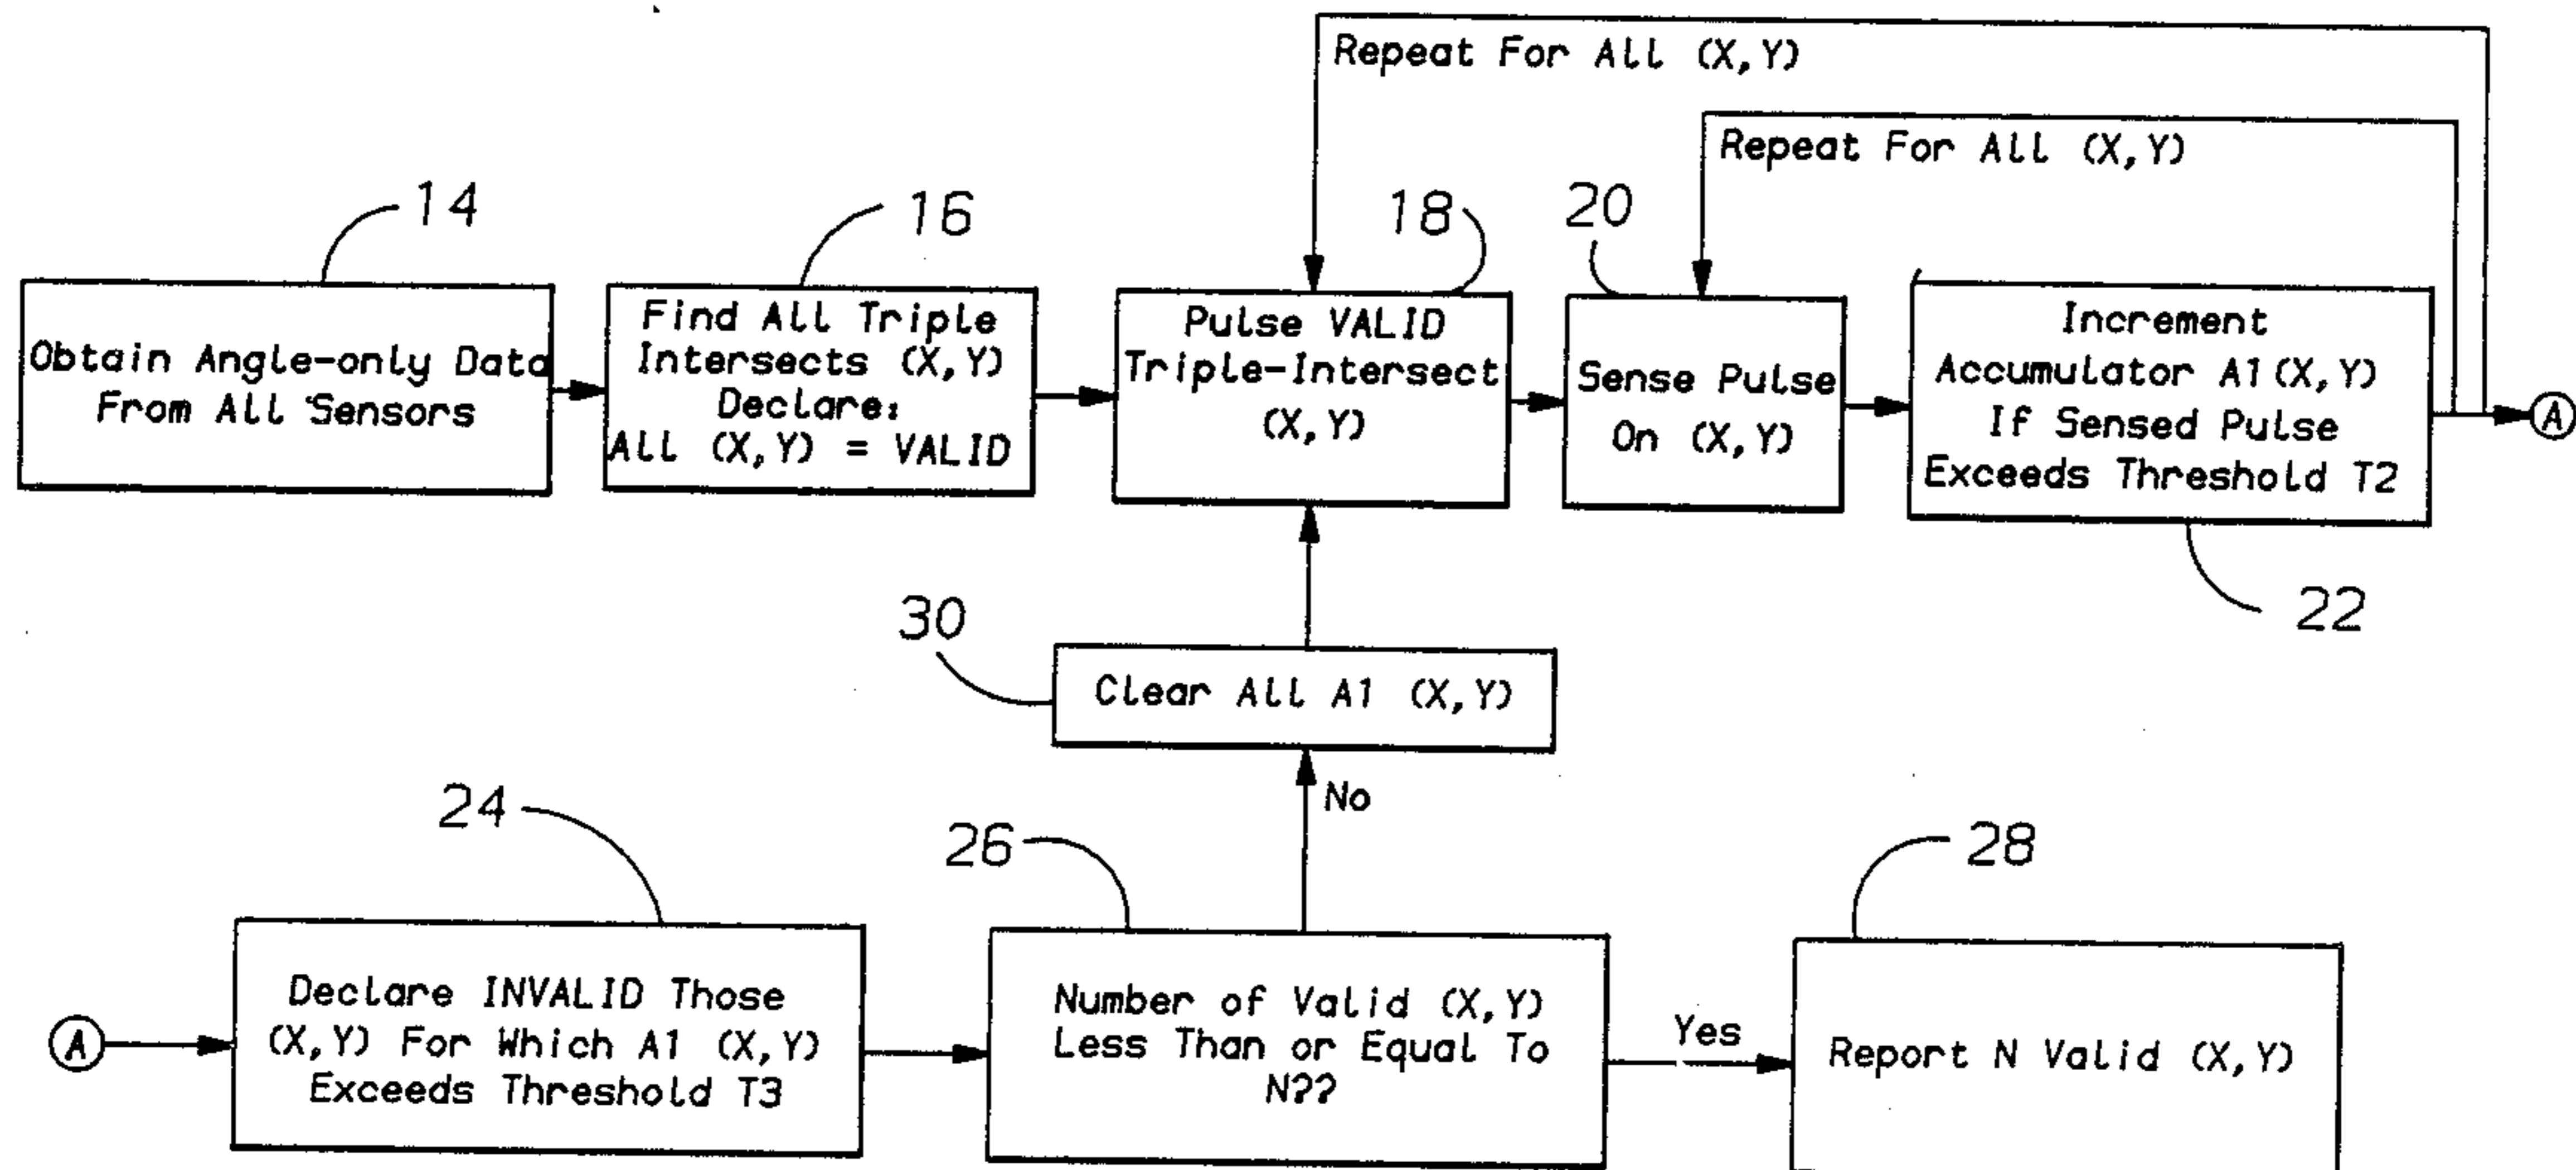 Repeat For All (X,Y)
Repeat For All (X,Y)
14
16
18
20
Obtain Angle-only Data
From All Sensors
Find All Triple
Intersects (X,Y)
Declare:
All (X,Y) = VALID
Pulse VALID
Triple-Intersect
(X,Y)
Sense Pulse
On (X,Y)
Increment
Accumulator A1(X,Y)
If Sensed Pulse
Exceeds Threshold T2
A
22
30
Clear All A1 (X,Y)
No
24
26
28
A
Declare INVALID Those
(X,Y) For Which A1 (X,Y)
Exceeds Threshold T3
Number of Valid (X,Y)
Less Than or Equal To
N??
Yes
Report N Valid (X,Y)